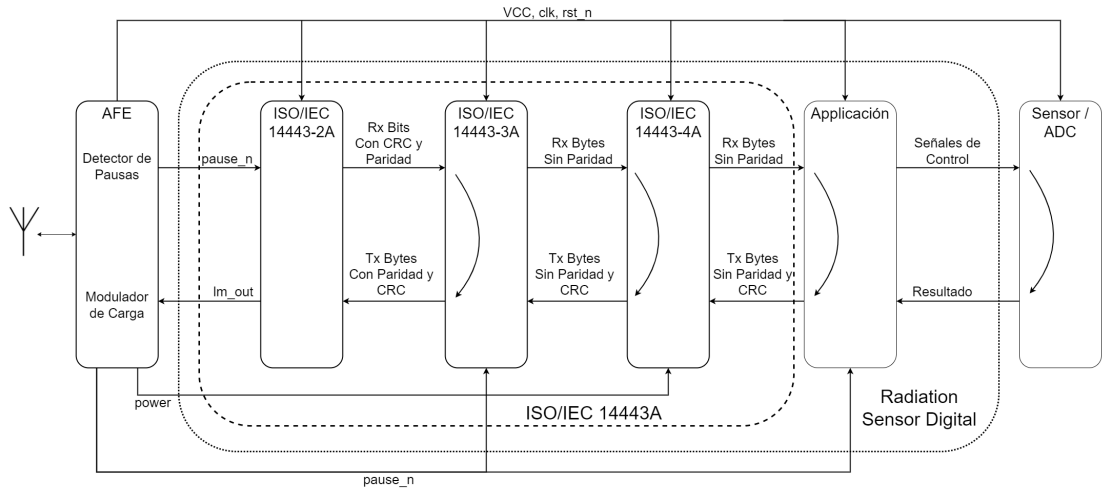 VCC, clk, rst_n
AFE
Detector de
Pausas
Modulador
de Carga
pause_n
lm_out
ISO/IEC
14443-2A
Rx Bits
Con CRC y
Paridad
Tx Bytes
Con Paridad y
CRC
ISO/IEC
14443-3A
Rx Bytes
Sin Paridad
Tx Bytes
Sin Paridad y
CRC
ISO/IEC
14443-4A
Rx Bytes
Sin Paridad
Tx Bytes
Sin Paridad y
CRC
Applicación
Señales de
Control
Resultado
Sensor /
ADC
power
ISO/IEC 14443A
Radiation
Sensor Digital
pause_n